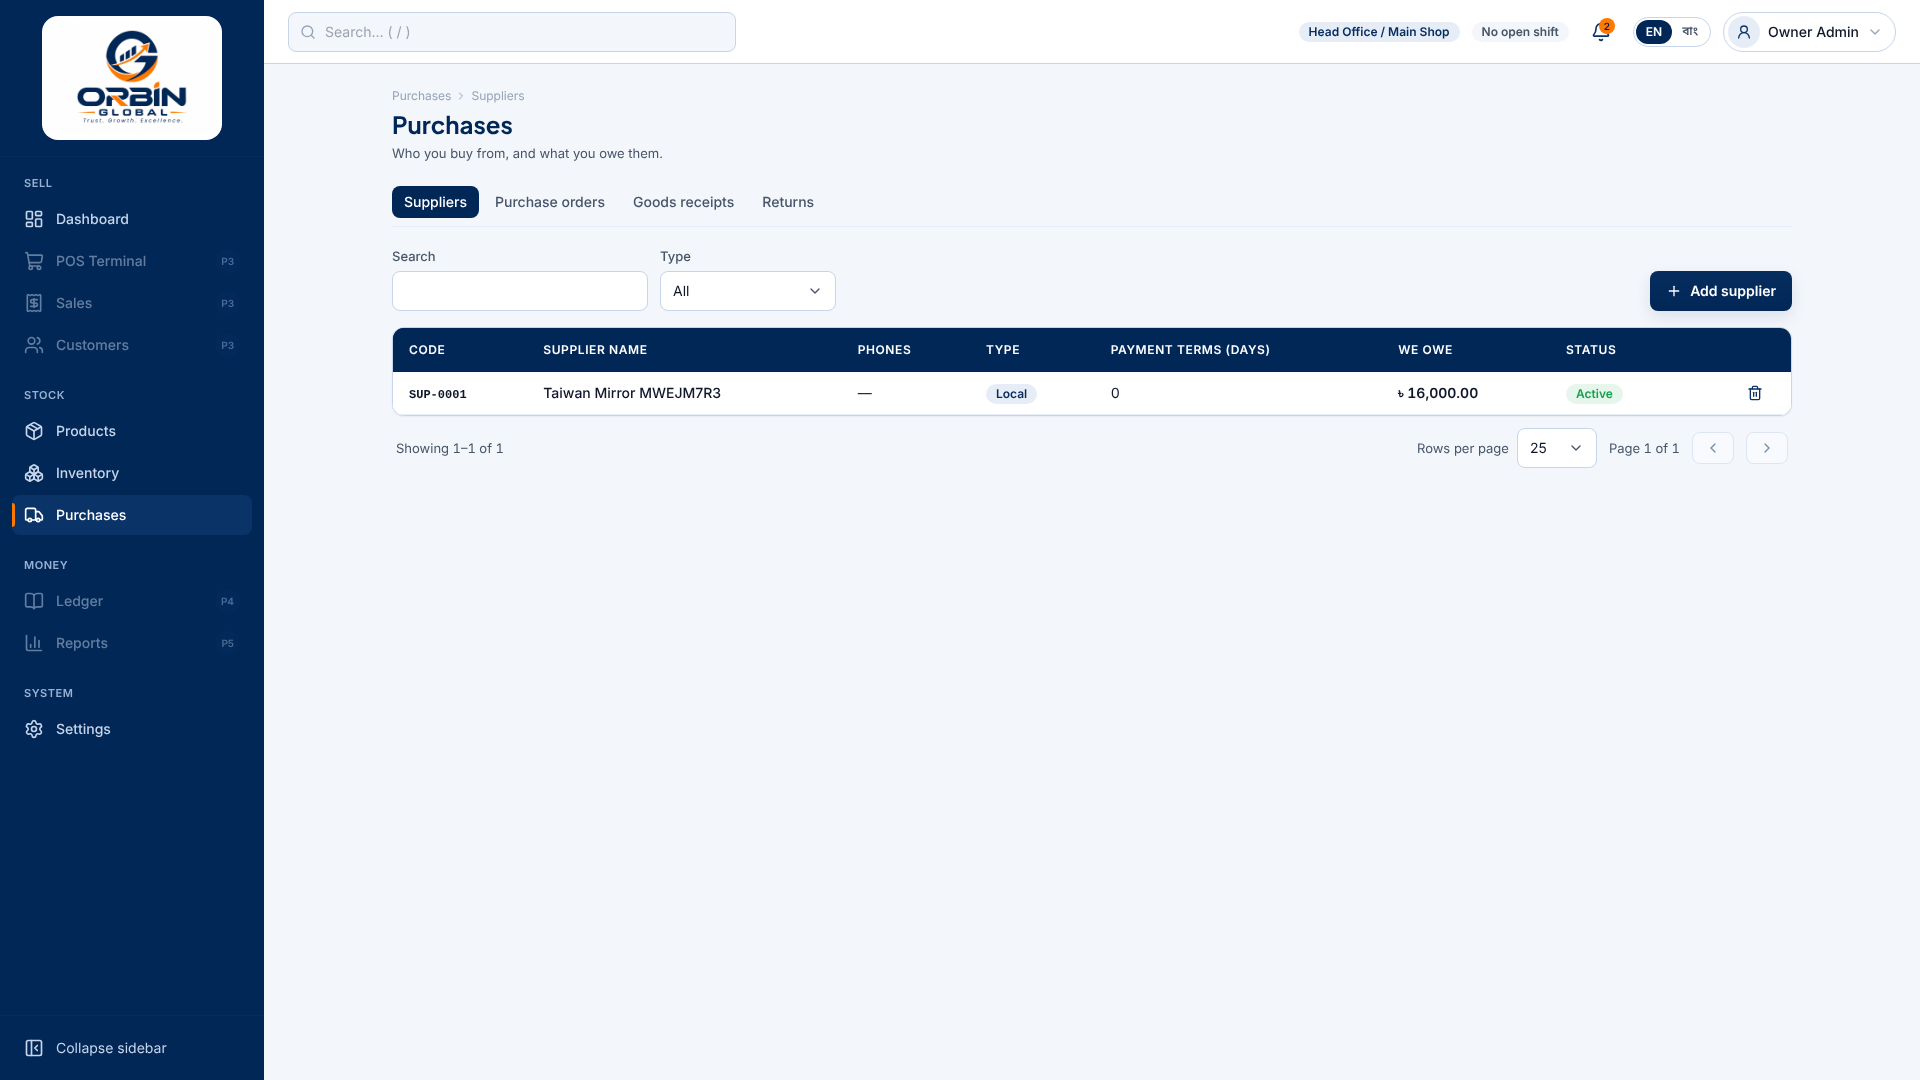 ORBIN
GLOBAL
Trust. Growth. Excellence.
SELL
Dashboard
POS Terminal P3
Sales P3
Customers P3
STOCK
Products
Inventory
Purchases
MONEY
Ledger P4
Reports P5
SYSTEM
Settings
Collapse sidebar
Search... ( / )
Head Office / Main Shop No open shift 2 EN বাং Owner Admin
Purchases Suppliers
Purchases
Who you buy from, and what you owe them.
Suppliers Purchase orders Goods receipts Returns
Search Type
All Add supplier
CODE SUPPLIER NAME PHONES TYPE PAYMENT TERMS (DAYS) WE OWE STATUS
SUP-0001 Taiwan Mirror MWEJM7R3 — Local 0 ৳ 16,000.00 Active
Showing 1–1 of 1 Rows per page 25 Page 1 of 1